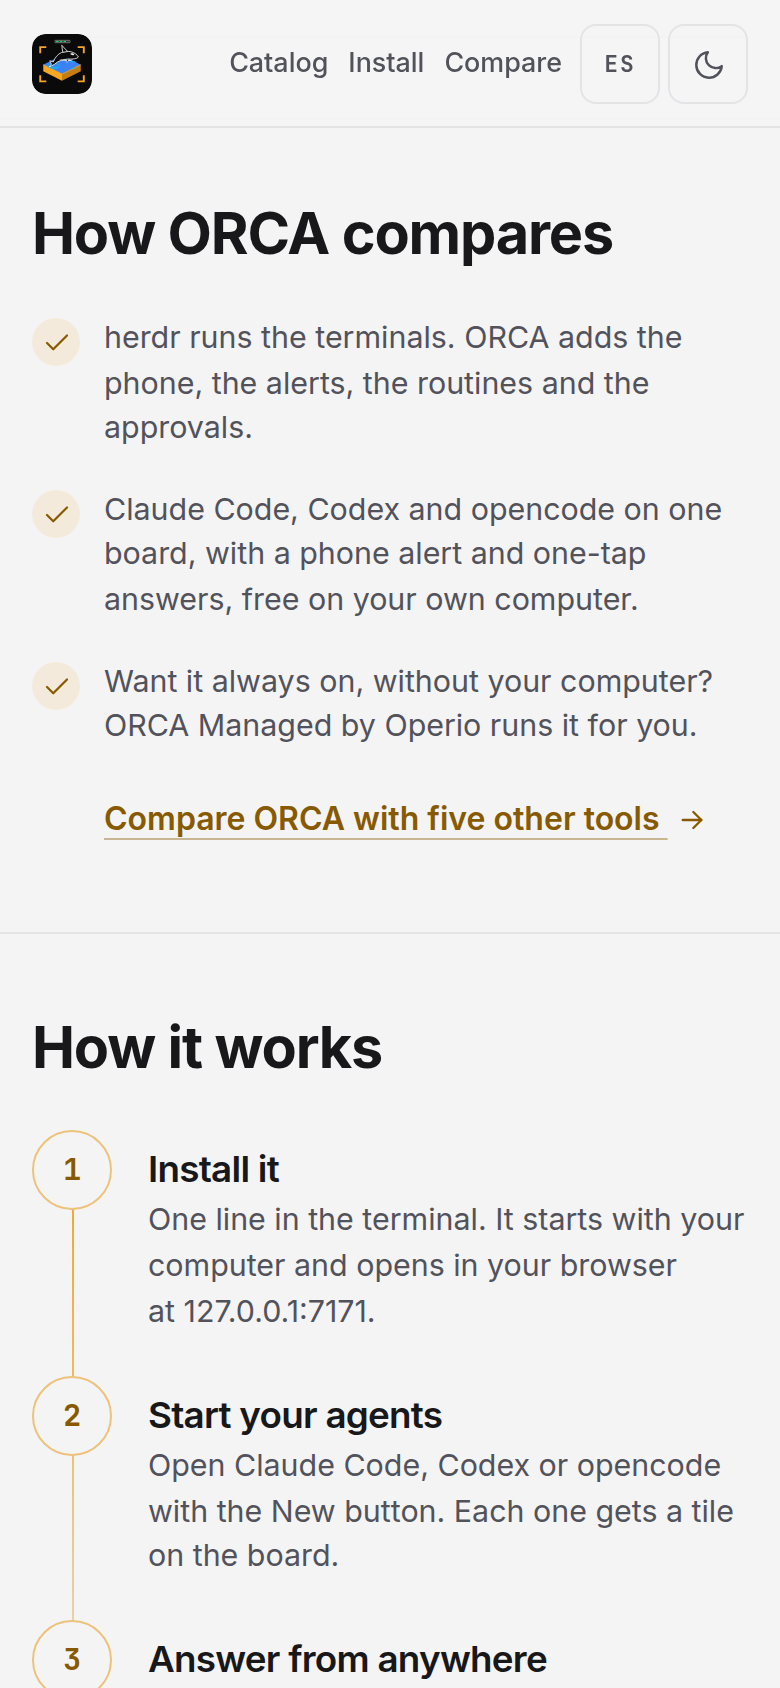 Catalog Install Compare ES
How ORCA compares
herdr runs the terminals. ORCA adds the
phone, the alerts, the routines and the
approvals.
Claude Code, Codex and opencode on one
board, with a phone alert and one-tap
answers, free on your own computer.
Want it always on, without your computer?
ORCA Managed by Operio runs it for you.
Compare ORCA with five other tools →
How it works
1 Install it
One line in the terminal. It starts with your
computer and opens in your browser
at 127.0.0.1:7171.
2 Start your agents
Open Claude Code, Codex or opencode
with the New button. Each one gets a tile
on the board.
3 Answer from anywhere